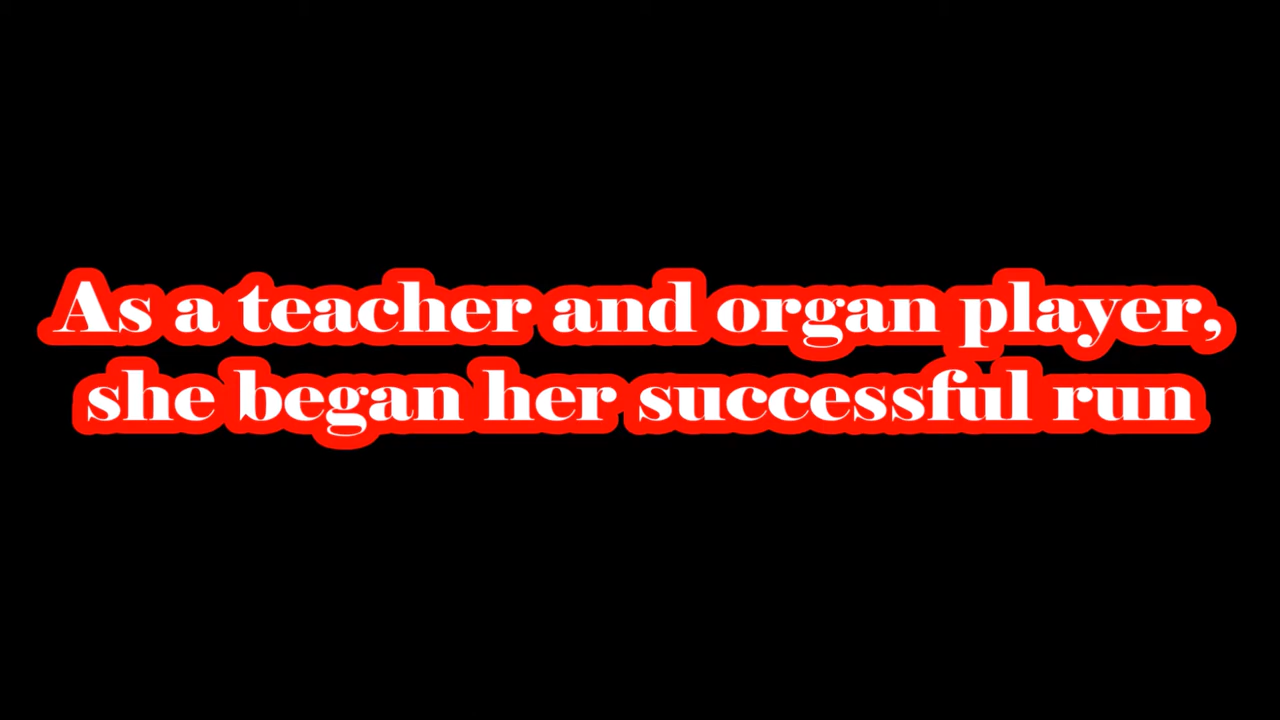 As a teacher and organ player,
she began her successful run